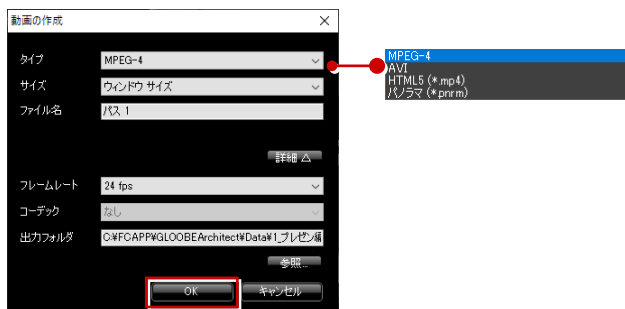 動画の作成
タイプ MPEG-4
サイズ ウィンドウ サイズ
ファイル名 パス 1
詳細 △
フレームレート 24 fps
コーデック なし
出力フォルダ C:¥FCAPP¥GLOOBEArchitect¥Data¥1_プレゼン編
参照...
OK キャンセル
MPEG-4
AVI
HTML5 (*.mp4)
パノラマ (*.pnrm)